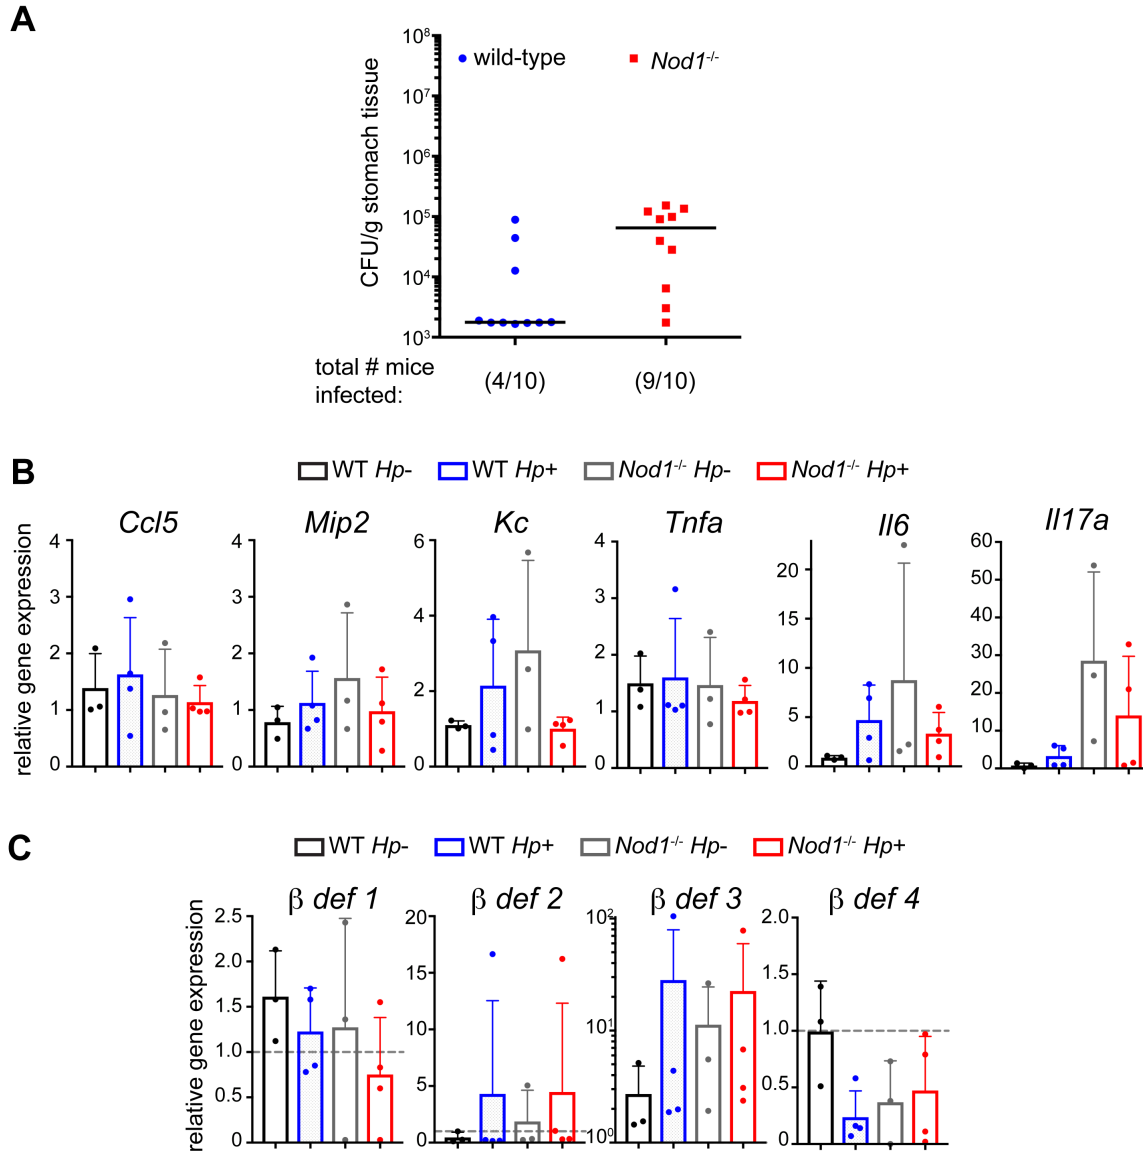 A
10⁸
wild-type
Nod1⁻/⁻
10⁷
10⁶
10⁵
10⁴
10³
CFU/g stomach tissue
total # mice
infected:
(4/10)
(9/10)
B
WT Hp-
WT Hp+
Nod1⁻/⁻ Hp-
Nod1⁻/⁻ Hp+
relative gene expression
Ccl5
4
3
2
1
0
Mip2
4
3
2
1
0
Kc
6
4
2
0
Tnfa
4
3
2
1
0
Il6
20
15
10
5
0
Il17a
60
50
40
30
20
10
0
C
WT Hp-
WT Hp+
Nod1⁻/⁻ Hp-
Nod1⁻/⁻ Hp+
relative gene expression
β def 1
2.5
2.0
1.5
1.0
0.5
0
β def 2
20
15
10
5
0
β def 3
10²
10¹
10⁰
β def 4
2.0
1.5
1.0
0.5
0